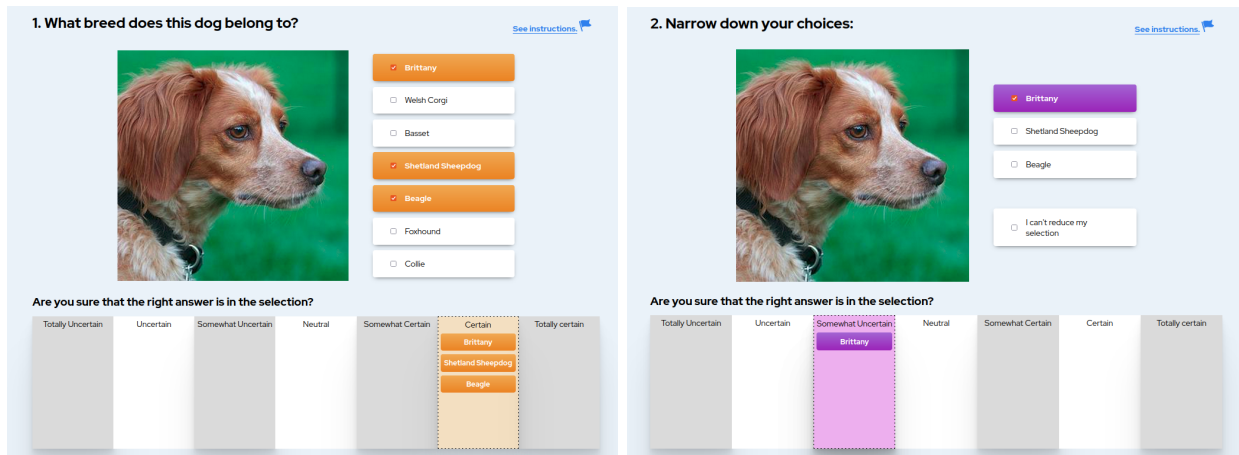 1. What breed does this dog belong to?
See instructions.
Brittany
Welsh Corgi
Basset
Shetland Sheepdog
Beagle
Foxhound
Collie
Are you sure that the right answer is in the selection?
Totally Uncertain
Uncertain
Somewhat Uncertain
Neutral
Somewhat Certain
Certain
Totally certain
Brittany
Shetland Sheepdog
Beagle
2. Narrow down your choices:
See instructions.
Brittany
Shetland Sheepdog
Beagle
I can't reduce my
selection
Are you sure that the right answer is in the selection?
Totally Uncertain
Uncertain
Somewhat Uncertain
Neutral
Somewhat Certain
Certain
Totally certain
Brittany